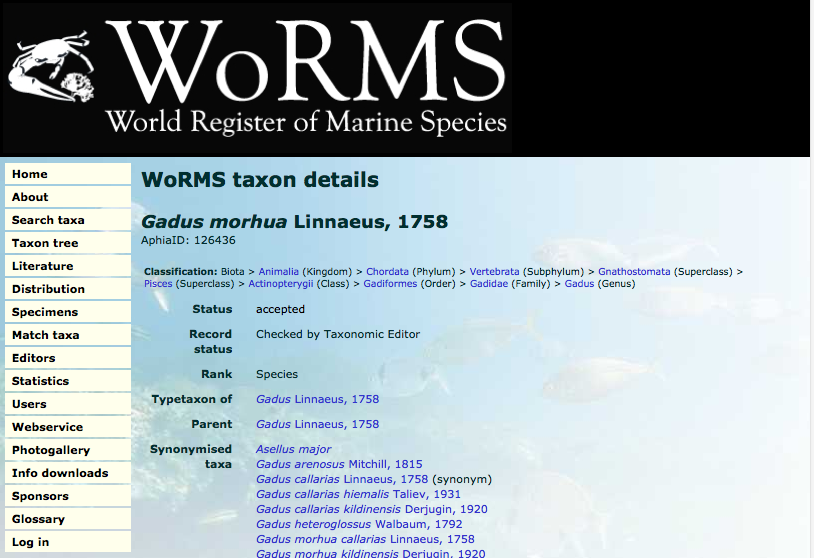 WoRMS
World Register of Marine Species
Home
About
Search taxa
Taxon tree
Literature
Distribution
Specimens
Match taxa
Editors
Statistics
Users
Webservice
Photogallery
Info downloads
Sponsors
Glossary
Log in
WoRMS taxon details
Gadus morhua Linnaeus, 1758
AphiaID: 126436
Classification: Biota > Animalia (Kingdom) > Chordata (Phylum) > Vertebrata (Subphylum) > Gnathostomata (Superclass) >
Pisces (Superclass) > Actinopterygii (Class) > Gadiformes (Order) > Gadidae (Family) > Gadus (Genus)
Status accepted
Record Checked by Taxonomic Editor
status
Rank Species
Typetaxon of Gadus Linnaeus, 1758
Parent Gadus Linnaeus, 1758
Synonymised Asellus major
taxa Gadus arenosus Mitchill, 1815
Gadus callarias Linnaeus, 1758 (synonym)
Gadus callarias hiemalis Taliev, 1931
Gadus callarias kildinensis Derjugin, 1920
Gadus heteroglossus Walbaum, 1792
Gadus morhua callarias Linnaeus, 1758
Gadus morhua kildinensis Derjugin, 1920